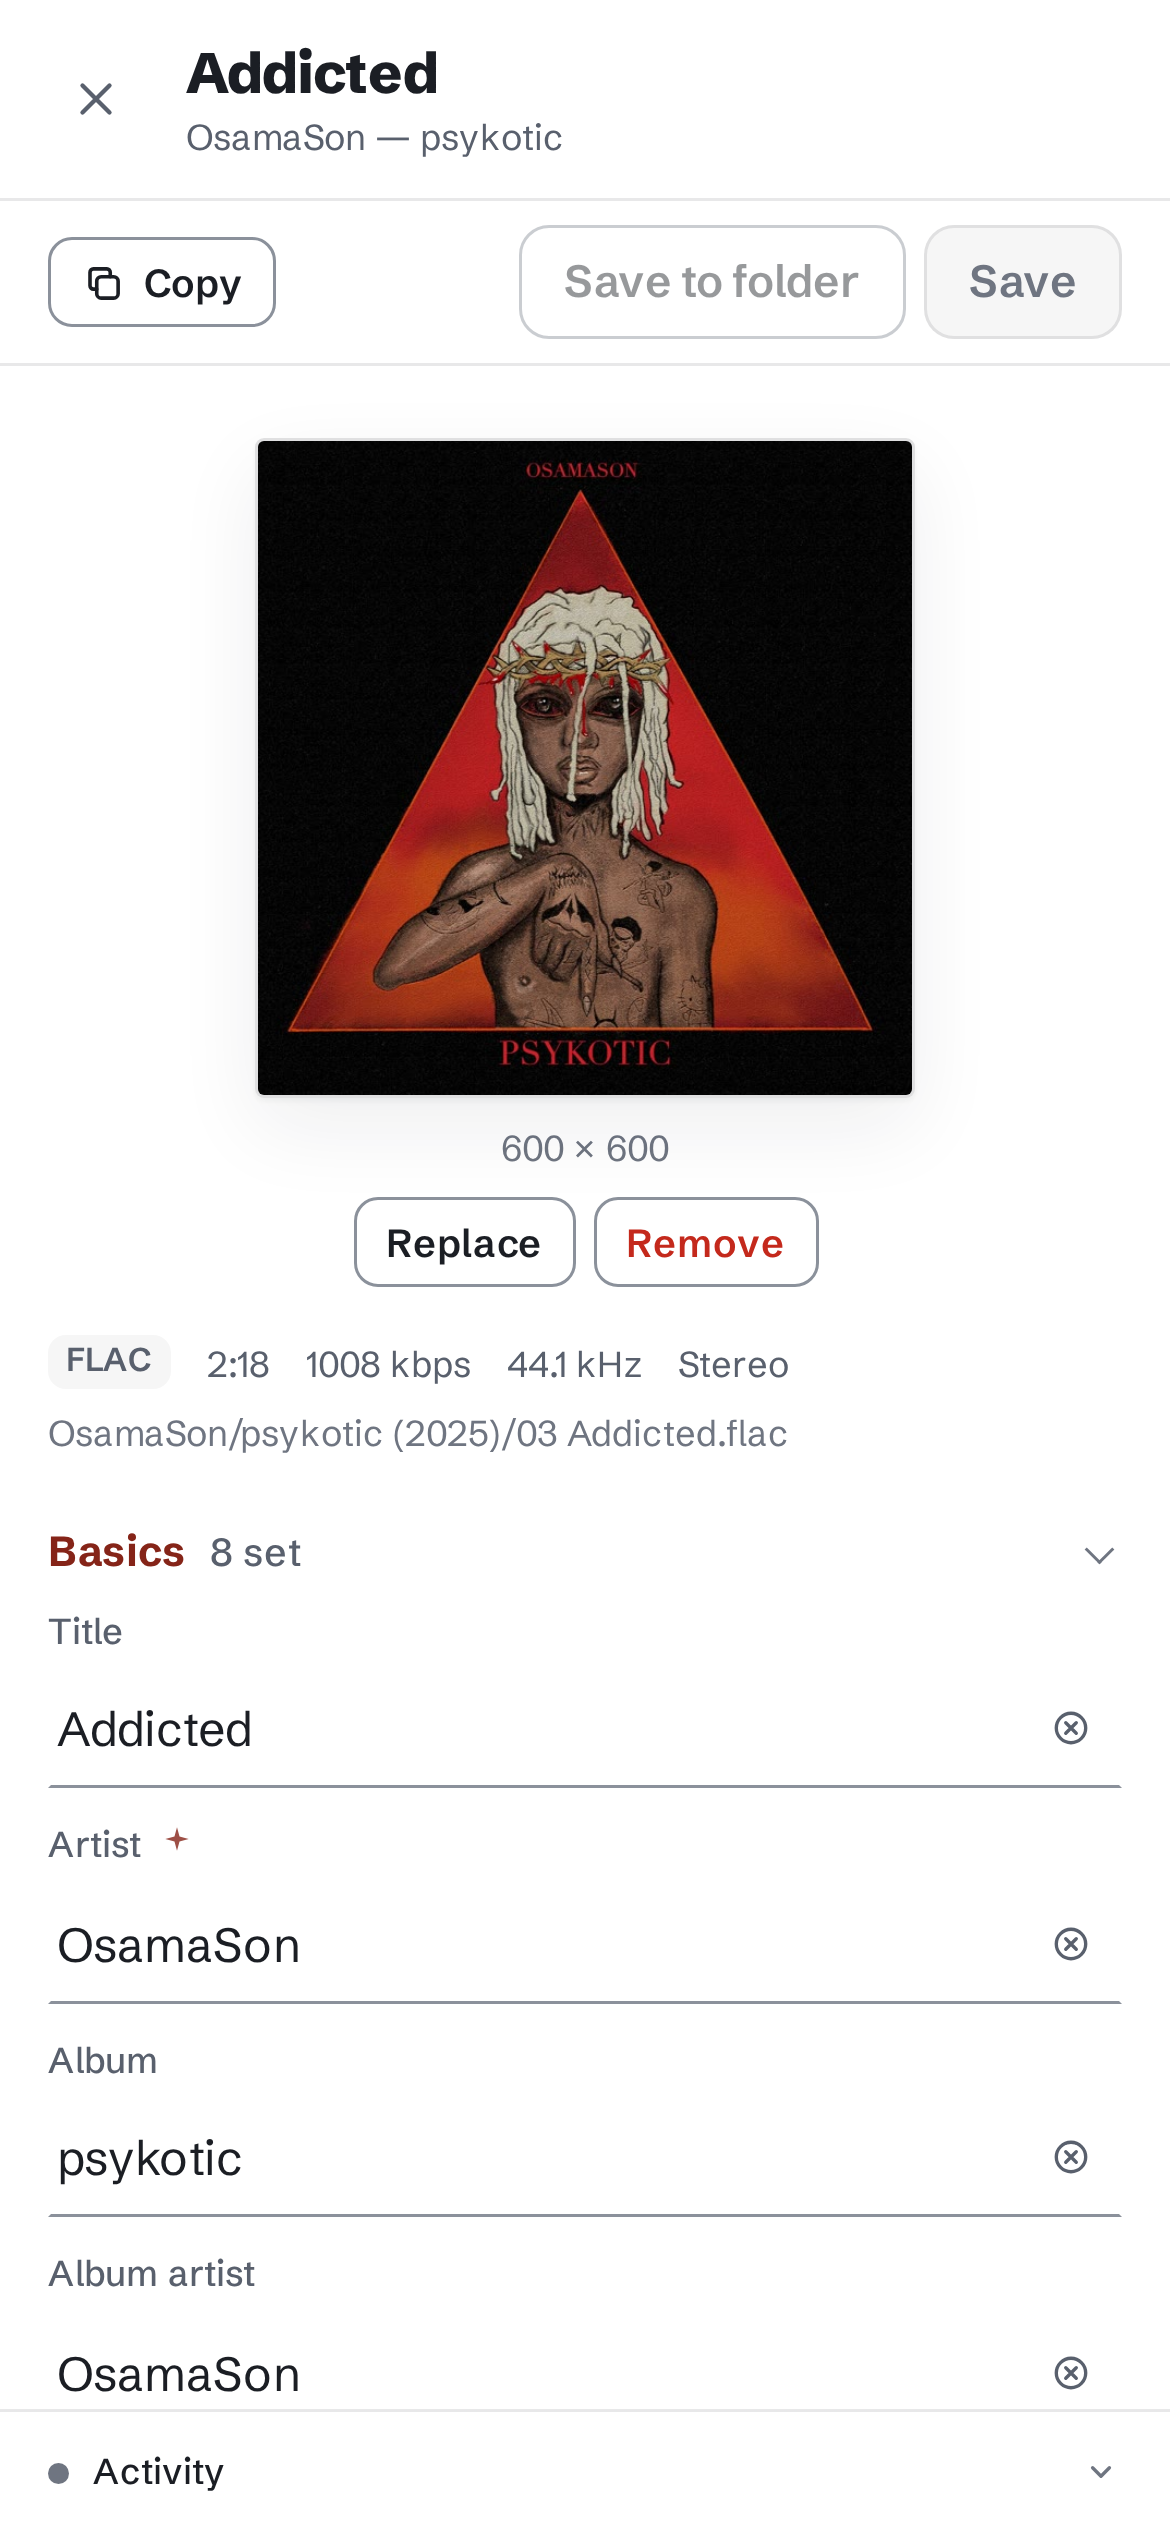 Addicted
OsamaSon — psykotic
Copy
Save to folder
Save
OSAMASON
PSYKOTIC
600 × 600
Replace
Remove
FLAC 2:18 1008 kbps 44.1 kHz Stereo
OsamaSon/psykotic (2025)/03 Addicted.flac
Basics 8 set
Title
Addicted
Artist
OsamaSon
Album
psykotic
Album artist
OsamaSon
Activity